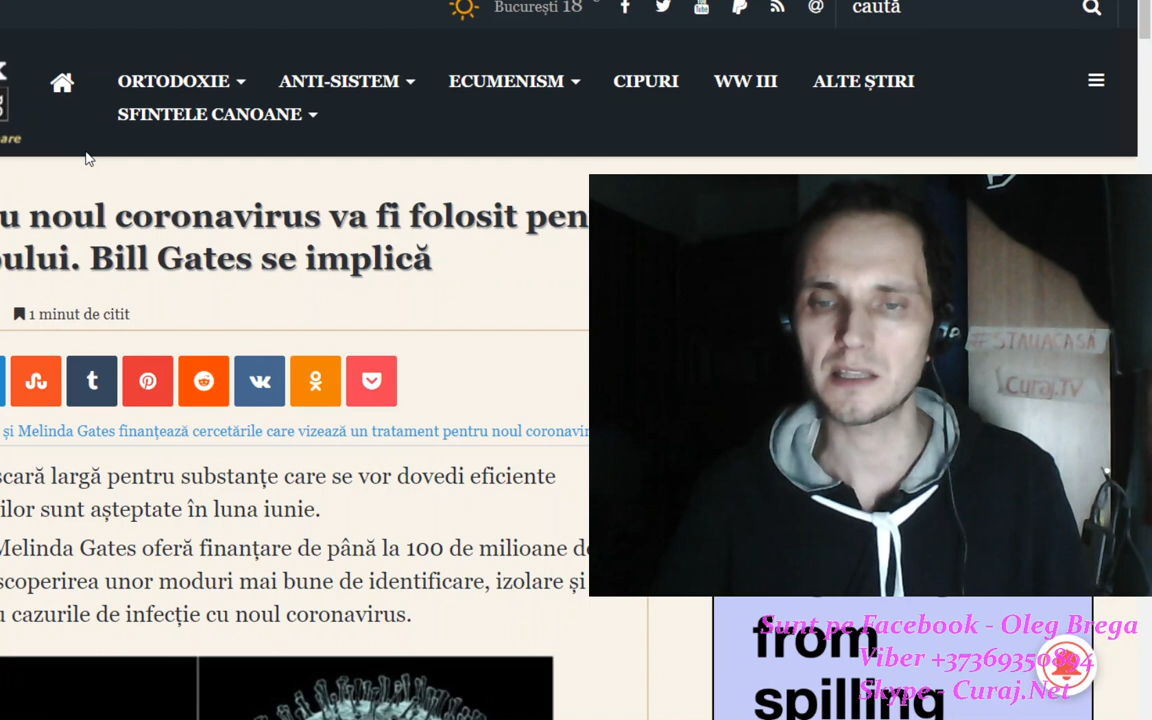 București 18
caută
ORTODOXIE ANTI-SISTEM ECUMENISM CIPURI WW III ALTE ȘTIRI
SFINTELE CANOANE
u noul coronavirus va fi folosit pen
ului. Bill Gates se implică
1 minut de citit
și Melinda Gates finanțează cercetările care vizează un tratament pentru noul coronavir
scară largă pentru substanțe care se vor dovedi eficiente
ilor sunt așteptate în luna iunie.
Melinda Gates oferă finanțare de până la 100 de milioane d
scoperirea unor moduri mai bune de identificare, izolare și
u cazurile de infecție cu noul coronavirus.
# STAUACASĂ
Curaj.TV
from
spilling
Sunt pe Facebook - Oleg Brega
Viber +37369350894
Skype - Curaj.Net